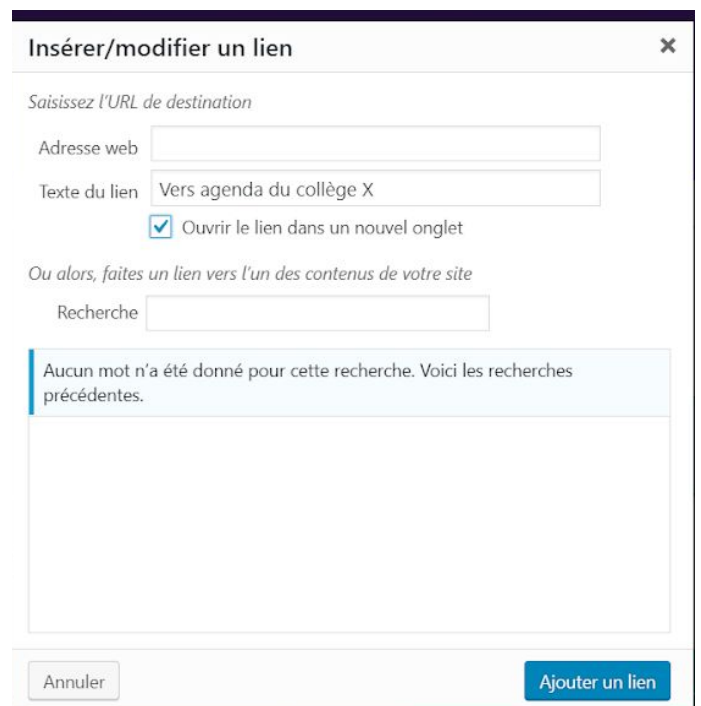 Insérer/modifier un lien
Saisissez l'URL de destination
Adresse web
Texte du lien Vers agenda du collège X
Ouvrir le lien dans un nouvel onglet
Ou alors, faites un lien vers l'un des contenus de votre site
Recherche
Aucun mot n'a été donné pour cette recherche. Voici les recherches
précédentes.
Annuler Ajouter un lien